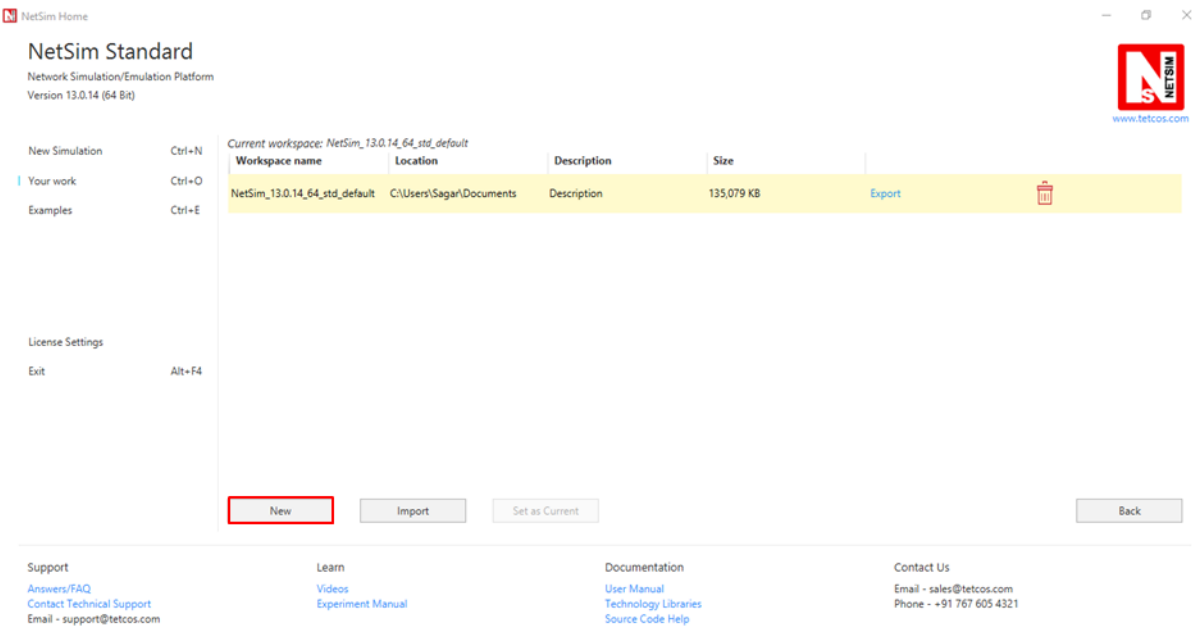 NetSim Home
NetSim Standard
Network Simulation/Emulation Platform
Version 13.0.14 (64 Bit)
NETSIM
Ns
www.tetcos.com
New Simulation Ctrl+N
Your work Ctrl+O
Examples Ctrl+E
License Settings
Exit Alt+F4
Current workspace: NetSim_13.0.14_64_std_default
Workspace name Location Description Size
NetSim_13.0.14_64_std_default C:\Users\Sagar\Documents Description 135,079 KB Export
New Import Set as Current Back
Support
Answers/FAQ
Contact Technical Support
Email - support@tetcos.com
Learn
Videos
Experiment Manual
Documentation
User Manual
Technology Libraries
Source Code Help
Contact Us
Email - sales@tetcos.com
Phone - +91 767 605 4321